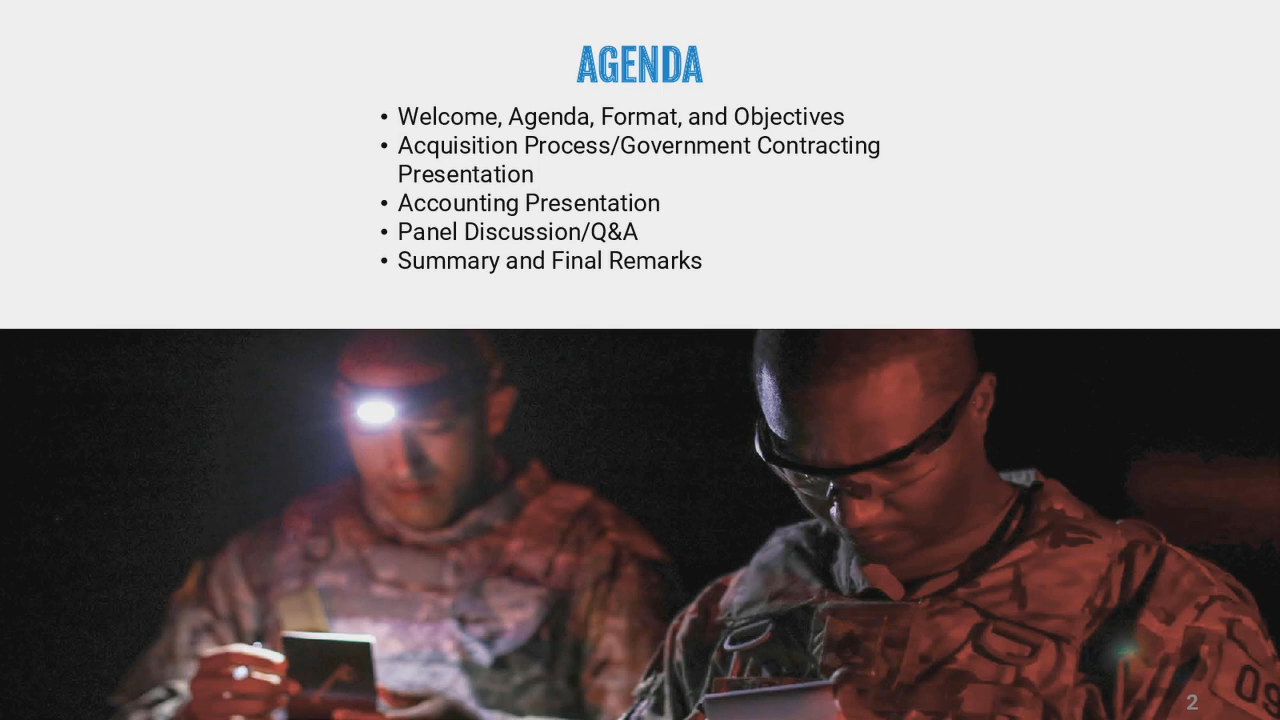 AGENDA
• Welcome, Agenda, Format, and Objectives
• Acquisition Process/Government Contracting
Presentation
• Accounting Presentation
• Panel Discussion/Q&A
• Summary and Final Remarks
2